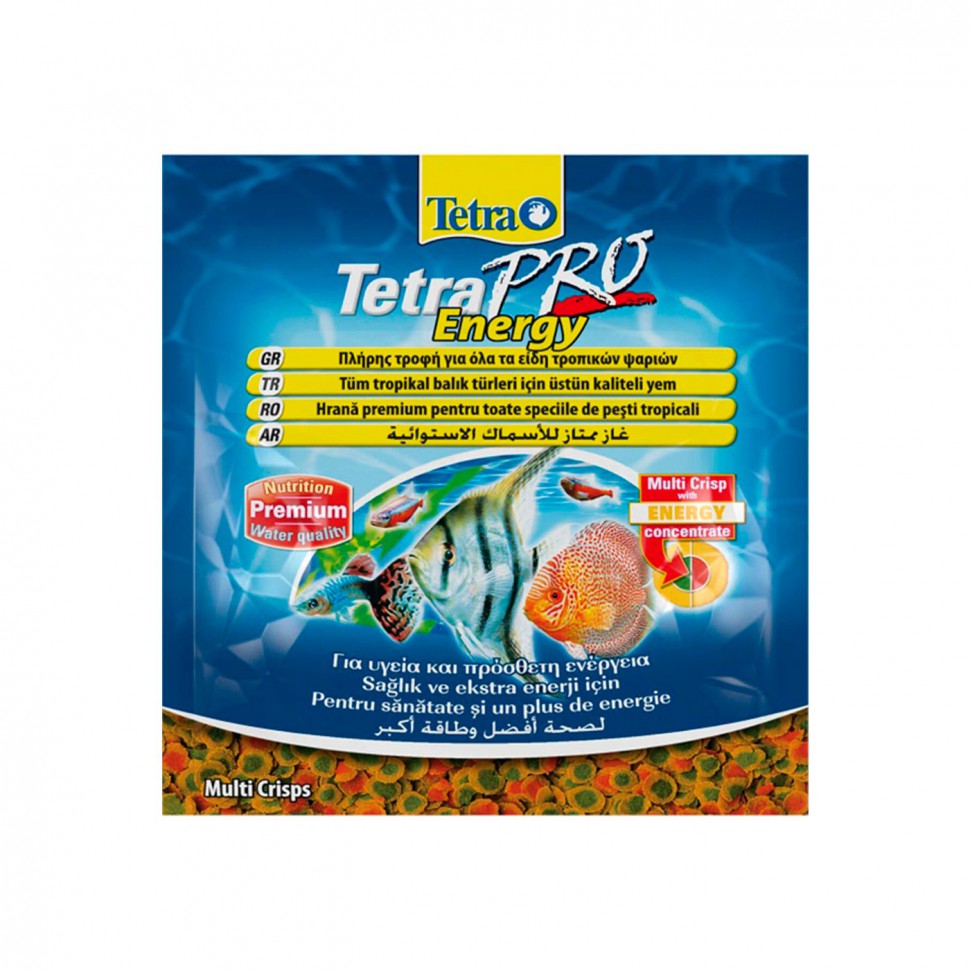 Tetra
TetraPRO
Energy
GR Πλήρης τροφή για όλα τα είδη τροπικών ψαριών
TR Tüm tropikal balık türleri için üstün kaliteli yem
RO Hrană premium pentru toate speciile de pești tropicali
AR غاز ممتاز للأسماك الاستوائية
Nutrition
Premium
Water quality
Multi Crisp
with
ENERGY
concentrate
Για υγεία και πρόσθετη ενέργεια
Sağlık ve ekstra enerji için
Pentru sănătate și un plus de energie
لصحة أفضل وطاقة أكبر
Multi Crisps